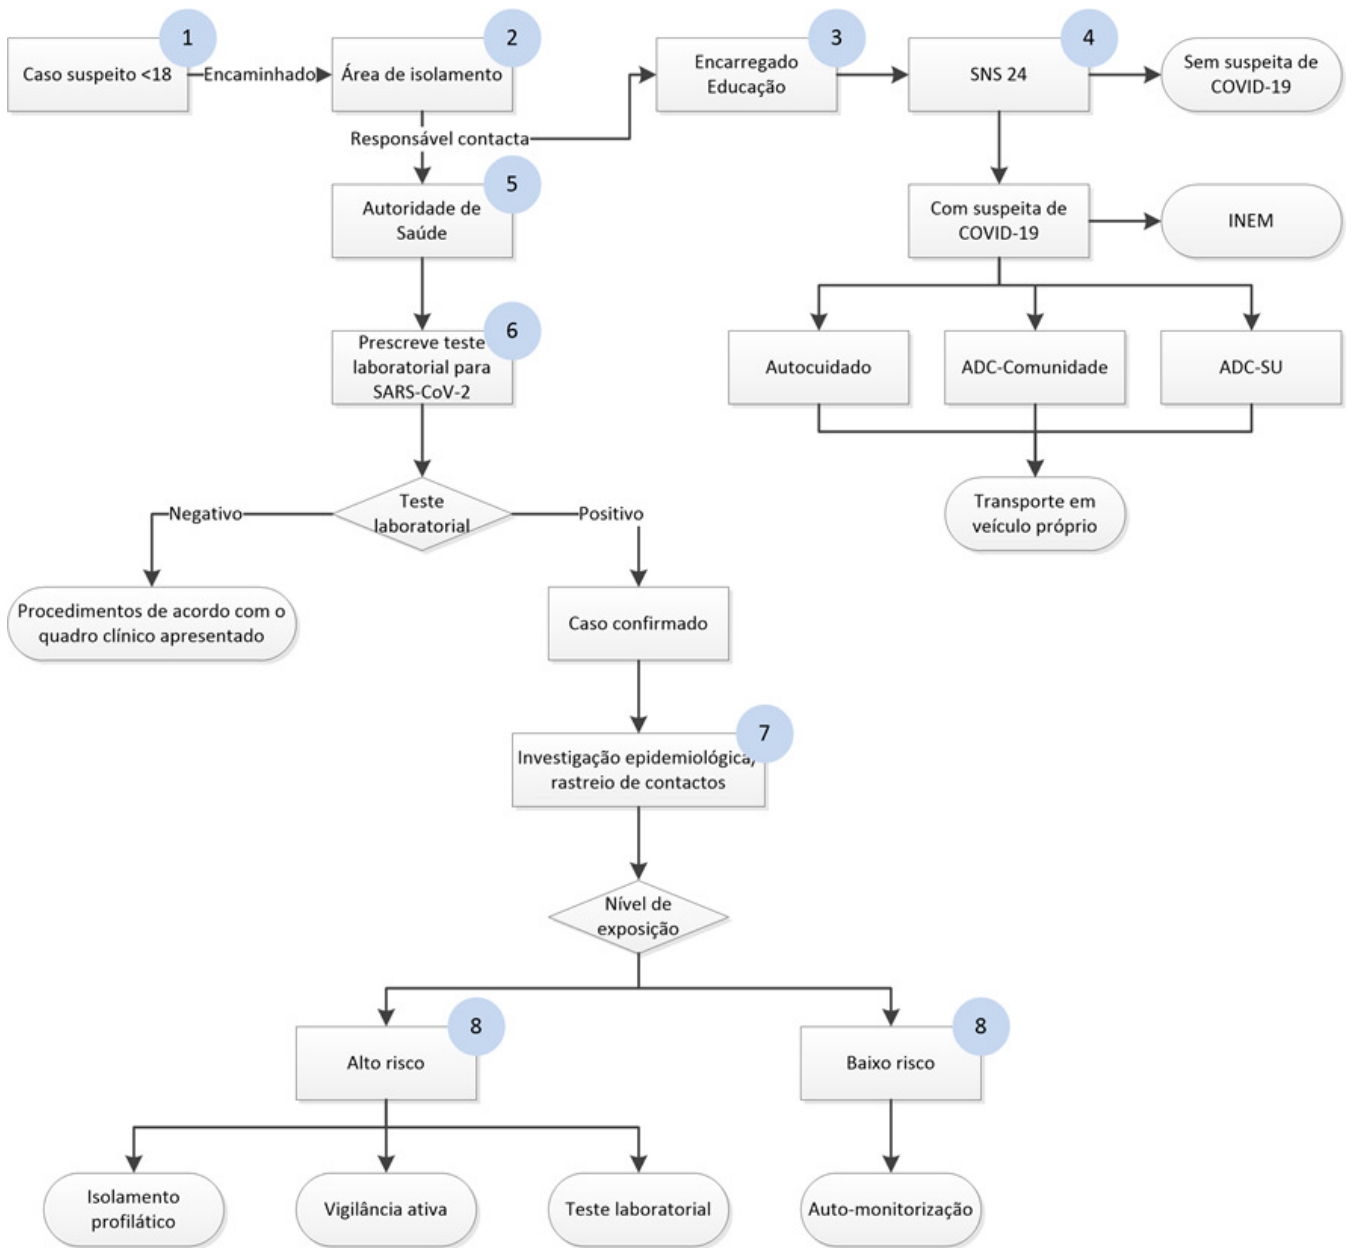 1
Caso suspeito <18
Encaminhado
2
Área de isolamento
Responsável contacta
3
Encarregado
Educação
4
SNS 24
Sem suspeita de
COVID-19
Com suspeita de
COVID-19
INEM
Autocuidado
ADC-Comunidade
ADC-SU
Transporte em
veículo próprio
5
Autoridade de
Saúde
6
Prescreve teste
laboratorial para
SARS-CoV-2
Teste
laboratorial
Negativo
Positivo
Procedimentos de acordo com o
quadro clínico apresentado
Caso confirmado
7
Investigação epidemiológica/
rastreio de contactos
Nível de
exposição
8
Alto risco
8
Baixo risco
Isolamento
profilático
Vigilância ativa
Teste laboratorial
Auto-monitorização